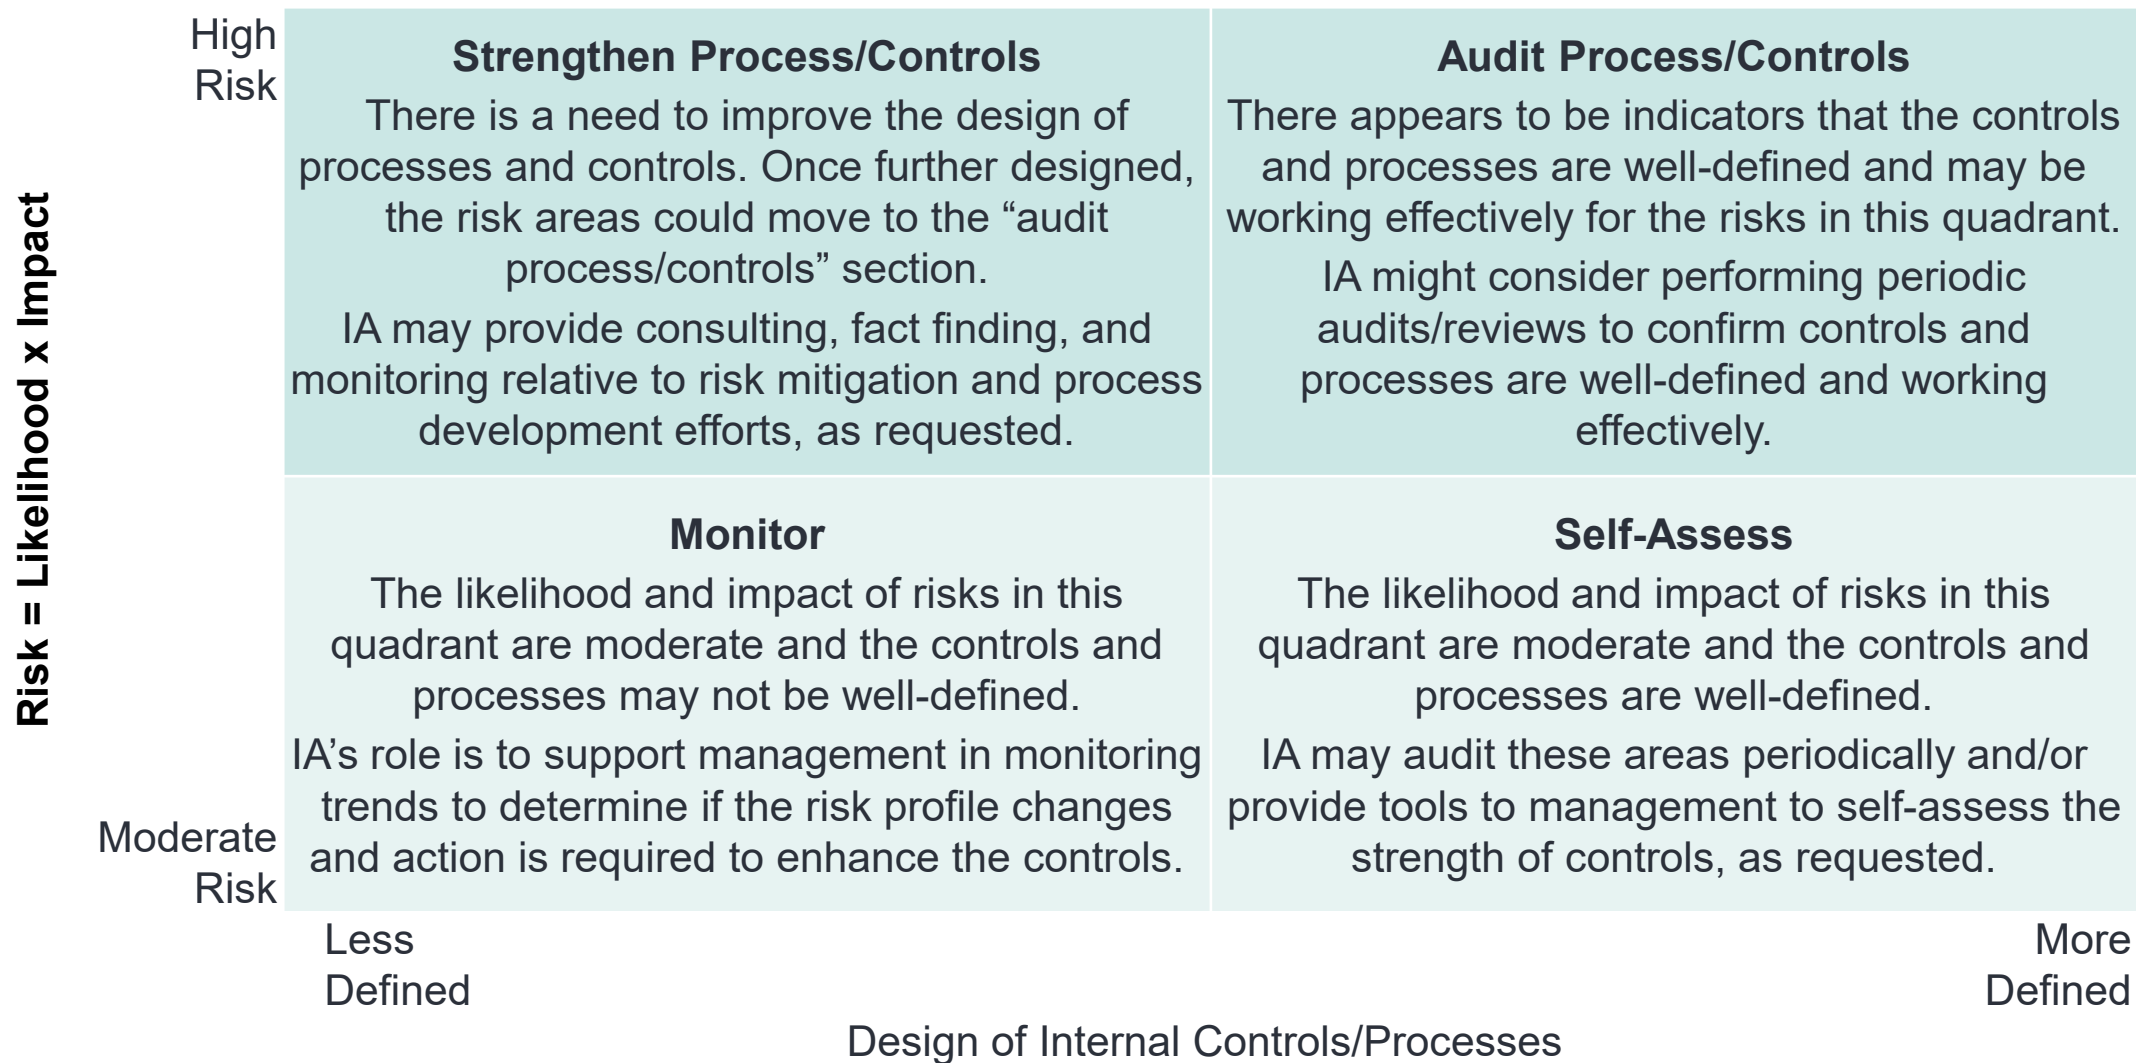 High
Risk
Strengthen Process/Controls
There is a need to improve the design of
processes and controls. Once further designed,
the risk areas could move to the “audit
process/controls” section.
IA may provide consulting, fact finding, and
monitoring relative to risk mitigation and process
development efforts, as requested.
Audit Process/Controls
There appears to be indicators that the controls
and processes are well-defined and may be
working effectively for the risks in this quadrant.
IA might consider performing periodic
audits/reviews to confirm controls and
processes are well-defined and working
effectively.
Risk = Likelihood x Impact
Monitor
The likelihood and impact of risks in this
quadrant are moderate and the controls and
processes may not be well-defined.
IA’s role is to support management in monitoring
trends to determine if the risk profile changes
and action is required to enhance the controls.
Self-Assess
The likelihood and impact of risks in this
quadrant are moderate and the controls and
processes are well-defined.
IA may audit these areas periodically and/or
provide tools to management to self-assess the
strength of controls, as requested.
Moderate
Risk
Less
Defined
More
Defined
Design of Internal Controls/Processes